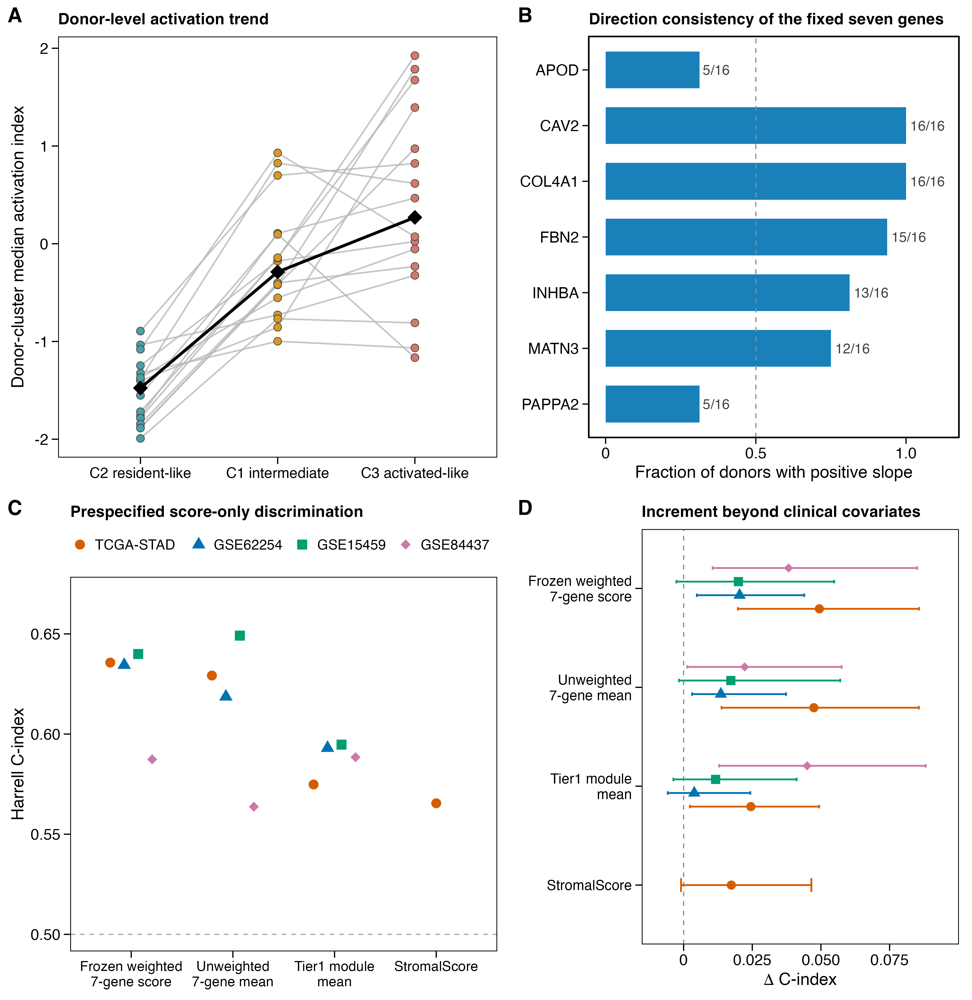 A
Donor-level activation trend
Donor-cluster median activation index
2
1
0
-1
-2
C2 resident-like
C1 intermediate
C3 activated-like
B
Direction consistency of the fixed seven genes
APOD
5/16
CAV2
16/16
COL4A1
16/16
FBN2
15/16
INHBA
13/16
MATN3
12/16
PAPPA2
5/16
0
0.5
1.0
Fraction of donors with positive slope
C
Prespecified score-only discrimination
TCGA-STAD
GSE62254
GSE15459
GSE84437
Harrell C-index
0.65
0.60
0.55
0.50
Frozen weighted
7-gene score
Unweighted
7-gene mean
Tier1 module
mean
StromalScore
D
Increment beyond clinical covariates
Frozen weighted
7-gene score
Unweighted
7-gene mean
Tier1 module
mean
StromalScore
0
0.025
0.050
0.075
Δ C-index